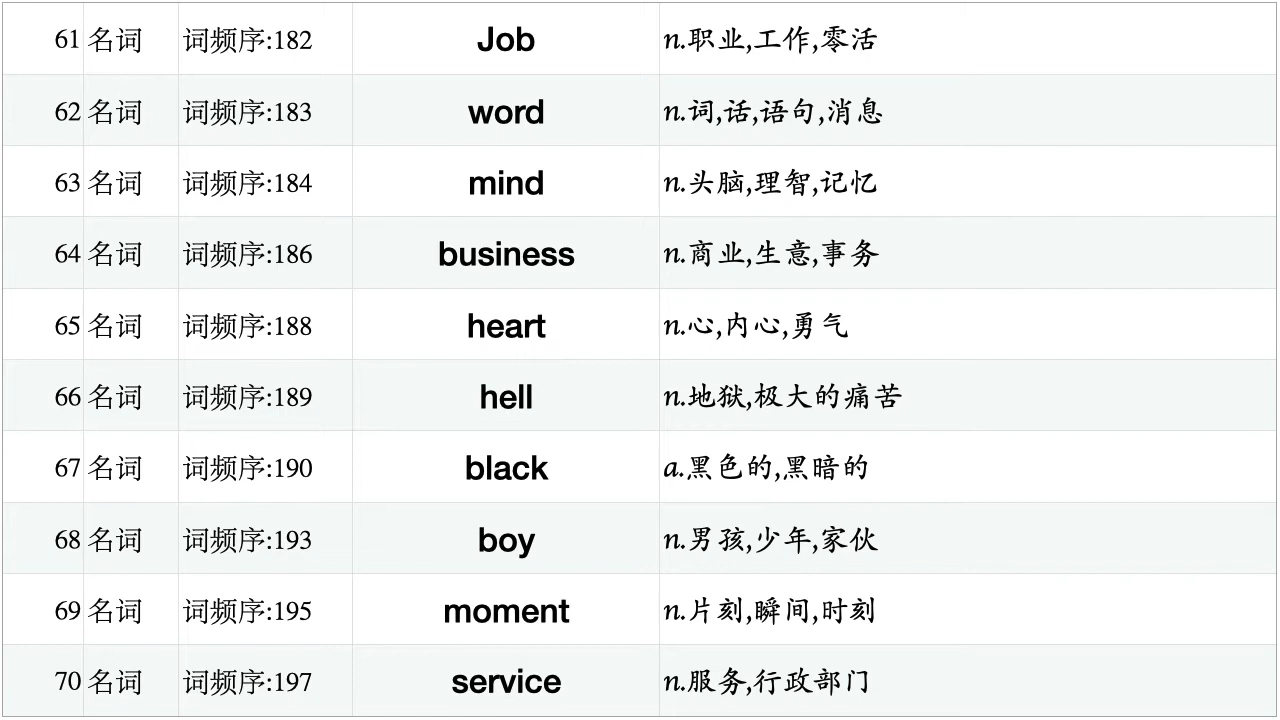 61 名词 词频序:182 Job n.职业,工作,零活
62 名词 词频序:183 word n.词,话,语句,消息
63 名词 词频序:184 mind n.头脑,理智,记忆
64 名词 词频序:186 business n.商业,生意,事务
65 名词 词频序:188 heart n.心,内心,勇气
66 名词 词频序:189 hell n.地狱,极大的痛苦
67 名词 词频序:190 black a.黑色的,黑暗的
68 名词 词频序:193 boy n.男孩,少年,家伙
69 名词 词频序:195 moment n.片刻,瞬间,时刻
70 名词 词频序:197 service n.服务,行政部门